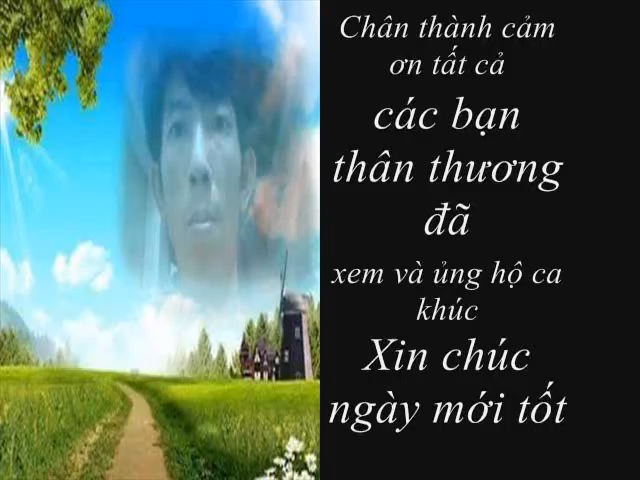 Chân thành cảm
ơn tất cả
các bạn
thân thương
đã
xem và ủng hộ ca
khúc
Xin chúc
ngày mới tốt